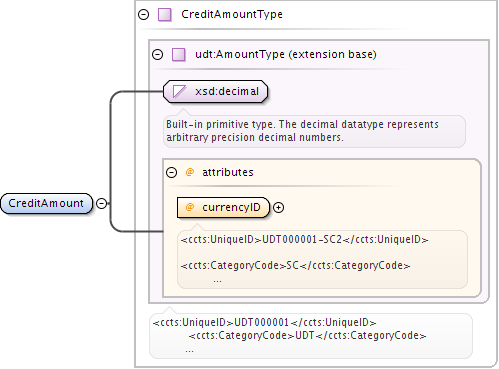 CreditAmountType
udt:AmountType (extension base)
xsd:decimal
Built-in primitive type. The decimal datatype represents
arbitrary precision decimal numbers.
@ attributes
CreditAmount
@ currencyID
<ccts:UniqueID>UDT000001-SC2</ccts:UniqueID>
<ccts:CategoryCode>SC</ccts:CategoryCode>
...
<ccts:UniqueID>UDT000001</ccts:UniqueID>
<ccts:CategoryCode>UDT</ccts:CategoryCode>
...